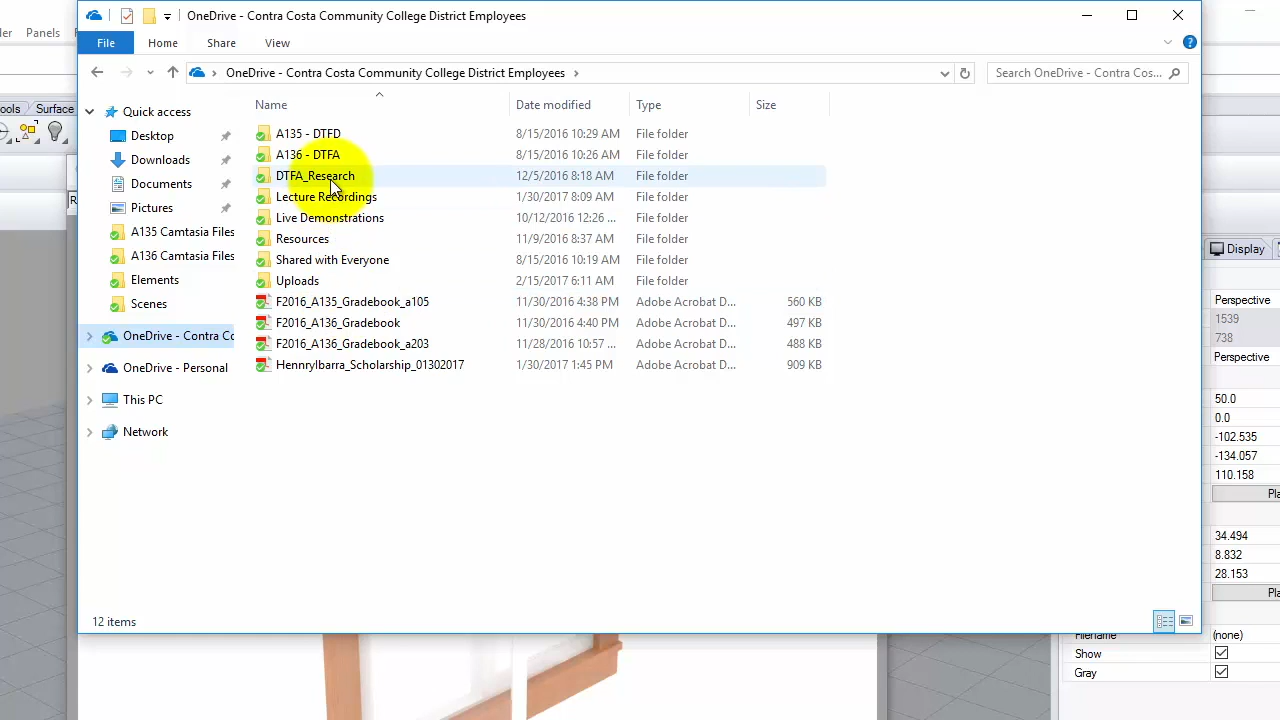 OneDrive - Contra Costa Community College District Employees
Panels
File Home Share View
OneDrive - Contra Costa Community College District Employees
Search OneDrive - Contra Cos...
Name Date modified Type Size
Quick access
Desktop
Downloads
Documents
Pictures
A135 Camtasia Files
A136 Camtasia Files
Elements
Scenes
OneDrive - Contra Cc
OneDrive - Personal
This PC
Network
A135 - DTFD 8/15/2016 10:29 AM File folder
A136 - DTFA 8/15/2016 10:26 AM File folder
DTFA_Research 12/5/2016 8:18 AM File folder
Lecture Recordings 1/30/2017 8:09 AM File folder
Live Demonstrations 10/12/2016 12:26 ... File folder
Resources 11/9/2016 8:37 AM File folder
Shared with Everyone 8/15/2016 10:19 AM File folder
Uploads 2/15/2017 6:11 AM File folder
F2016_A135_Gradebook_a105 11/30/2016 4:38 PM Adobe Acrobat D... 560 KB
F2016_A136_Gradebook 11/30/2016 4:40 PM Adobe Acrobat D... 497 KB
F2016_A136_Gradebook_a203 11/28/2016 10:57 ... Adobe Acrobat D... 488 KB
HennryIbarra_Scholarship_01302017 1/30/2017 1:45 PM Adobe Acrobat D... 909 KB
12 items
ools Surface
Display
Perspective
1539
738
Perspective
50.0
0.0
-102.535
-134.057
110.158
Pla
34.494
8.832
28.153
Pla
Filename (none)
Show
Gray